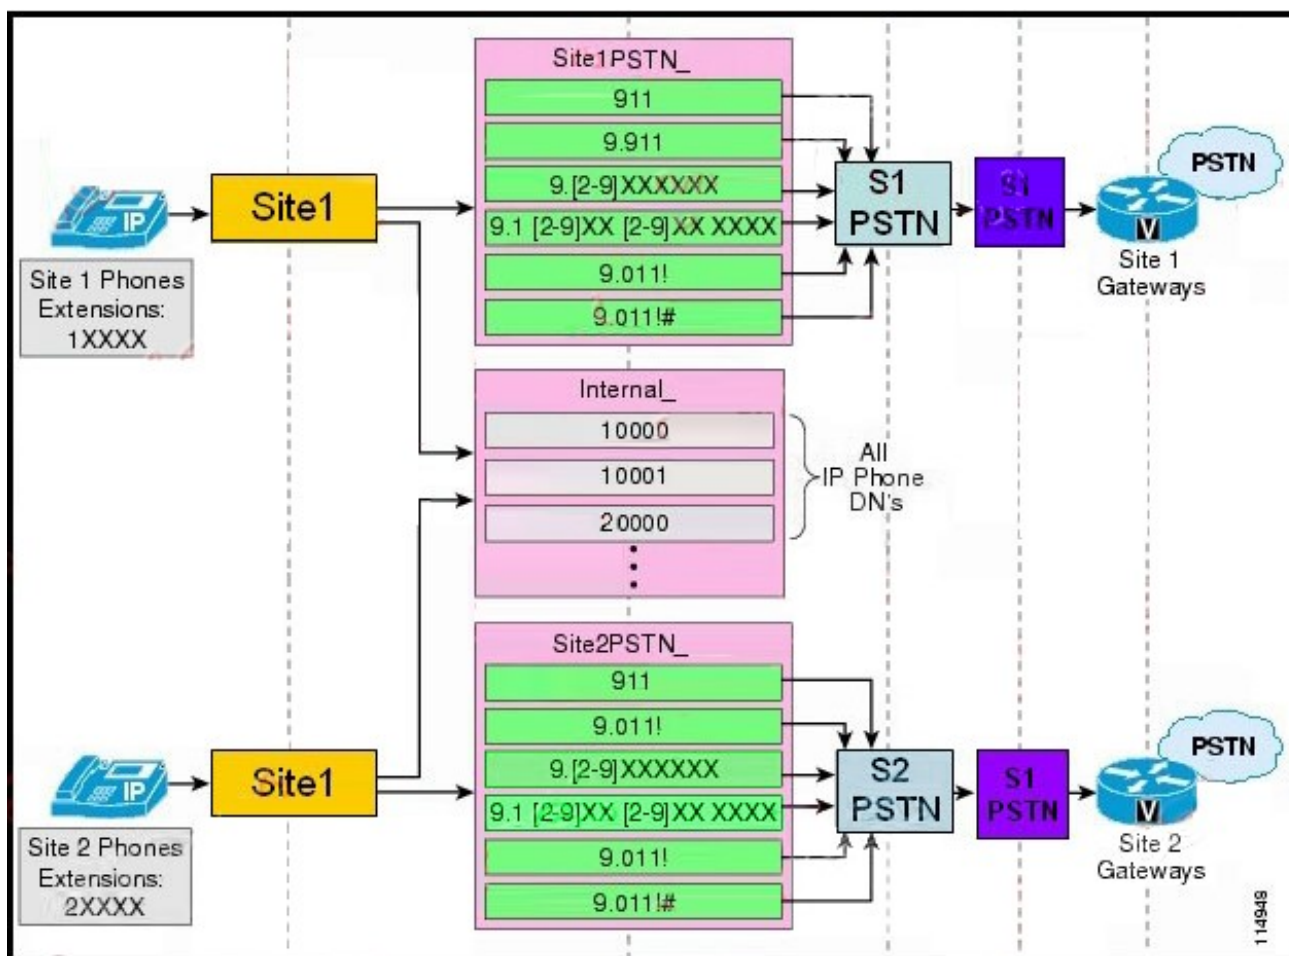 Site1PSTN_
911
9.911
9.[2-9]XXXXXX
9.1 [2-9]XX [2-9]XX XXXX
9.011!
9.011!#
IP
Site1
Site 1 Phones
Extensions:
1XXXX
S1
PSTN
S1
PSTN
V
PSTN
Site 1
Gateways
Internal_
10000
10001
20000
All
IP Phone
DN's
Site2PSTN_
911
9.011!
9.[2-9]XXXXXX
9.1 [2-9]XX [2-9]XX XXXX
9.011!
9.011!#
IP
Site1
Site 2 Phones
Extensions:
2XXXX
S2
PSTN
S1
PSTN
V
PSTN
Site 2
Gateways
114948